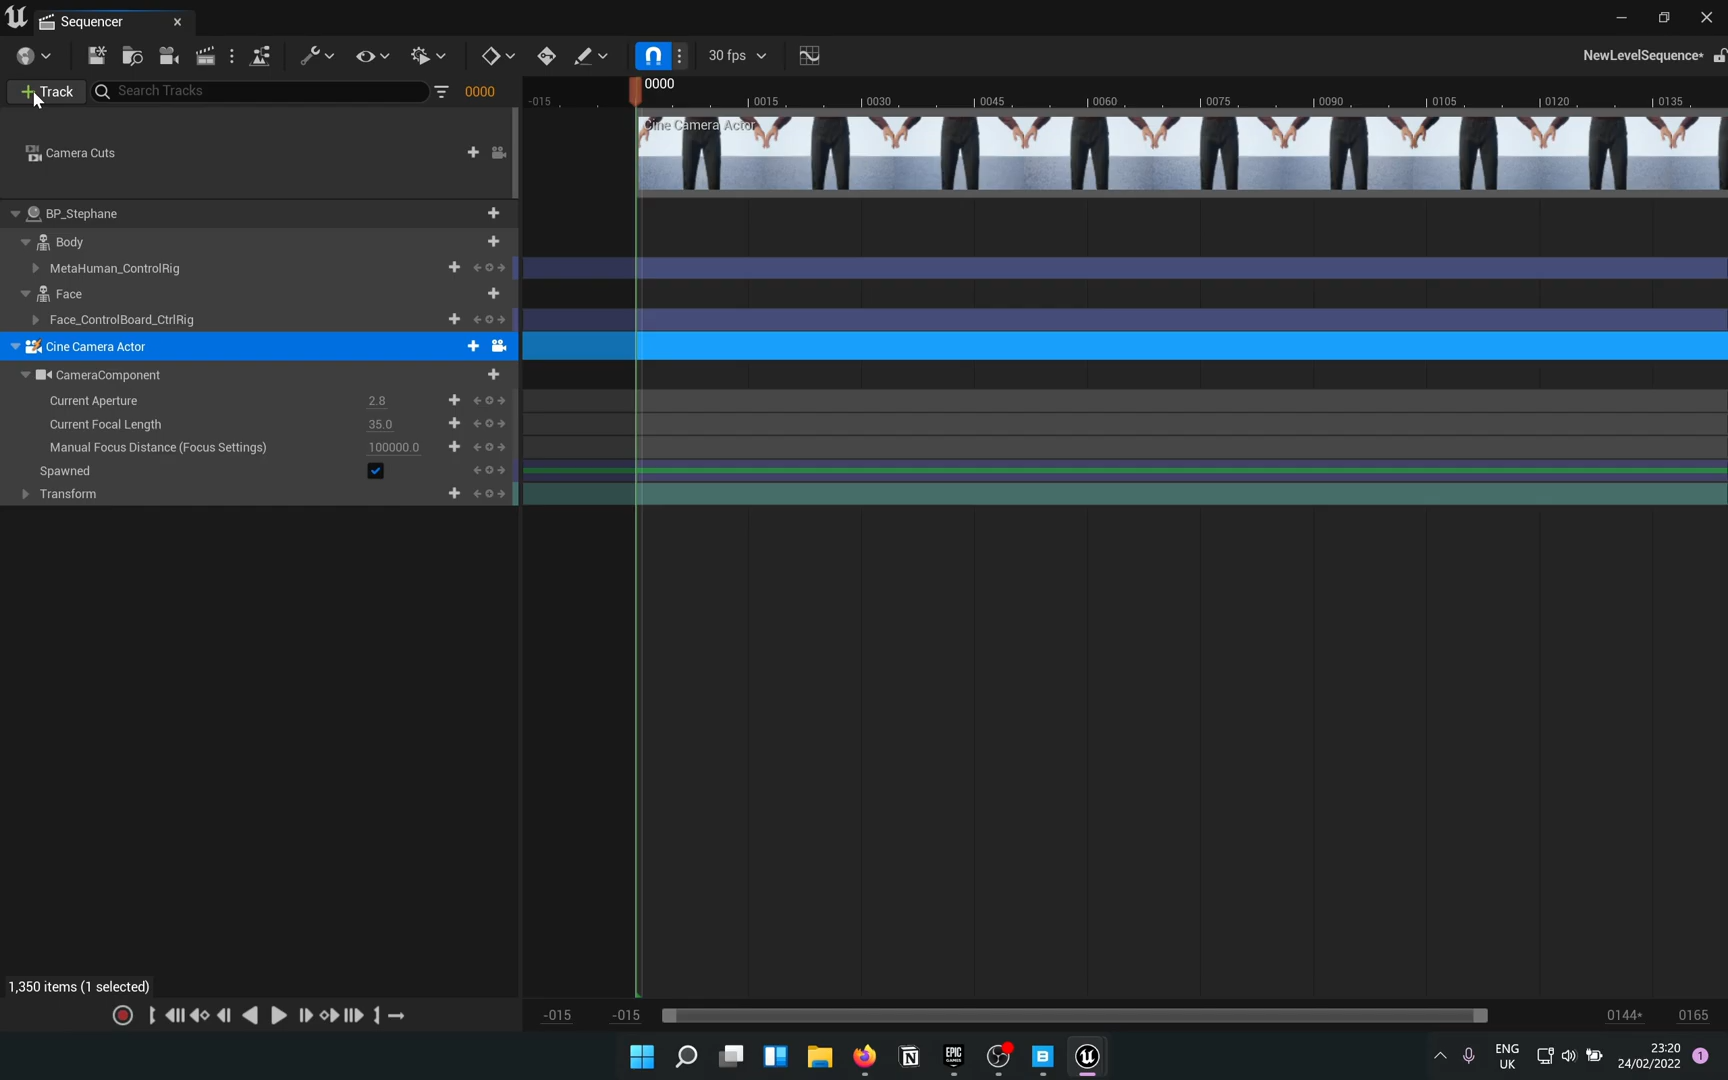 Sequencer
30 fps
NewLevelSequence*
Track
Search Tracks
0000
0000
-015
0015
0030
0045
0060
0075
0090
0105
0120
0135
Camera Cuts
Cine Camera Actor
BP_Stephane
Body
MetaHuman_ControlRig
Face
Face_ControlBoard_CtrlRig
Cine Camera Actor
CameraComponent
Current Aperture 2.8
Current Focal Length 35.0
Manual Focus Distance (Focus Settings) 100000.0
Spawned
Transform
1,350 items (1 selected)
-015
-015
0144*
0165
EPIC
GAMES
ENG
UK
23:20
24/02/2022
1